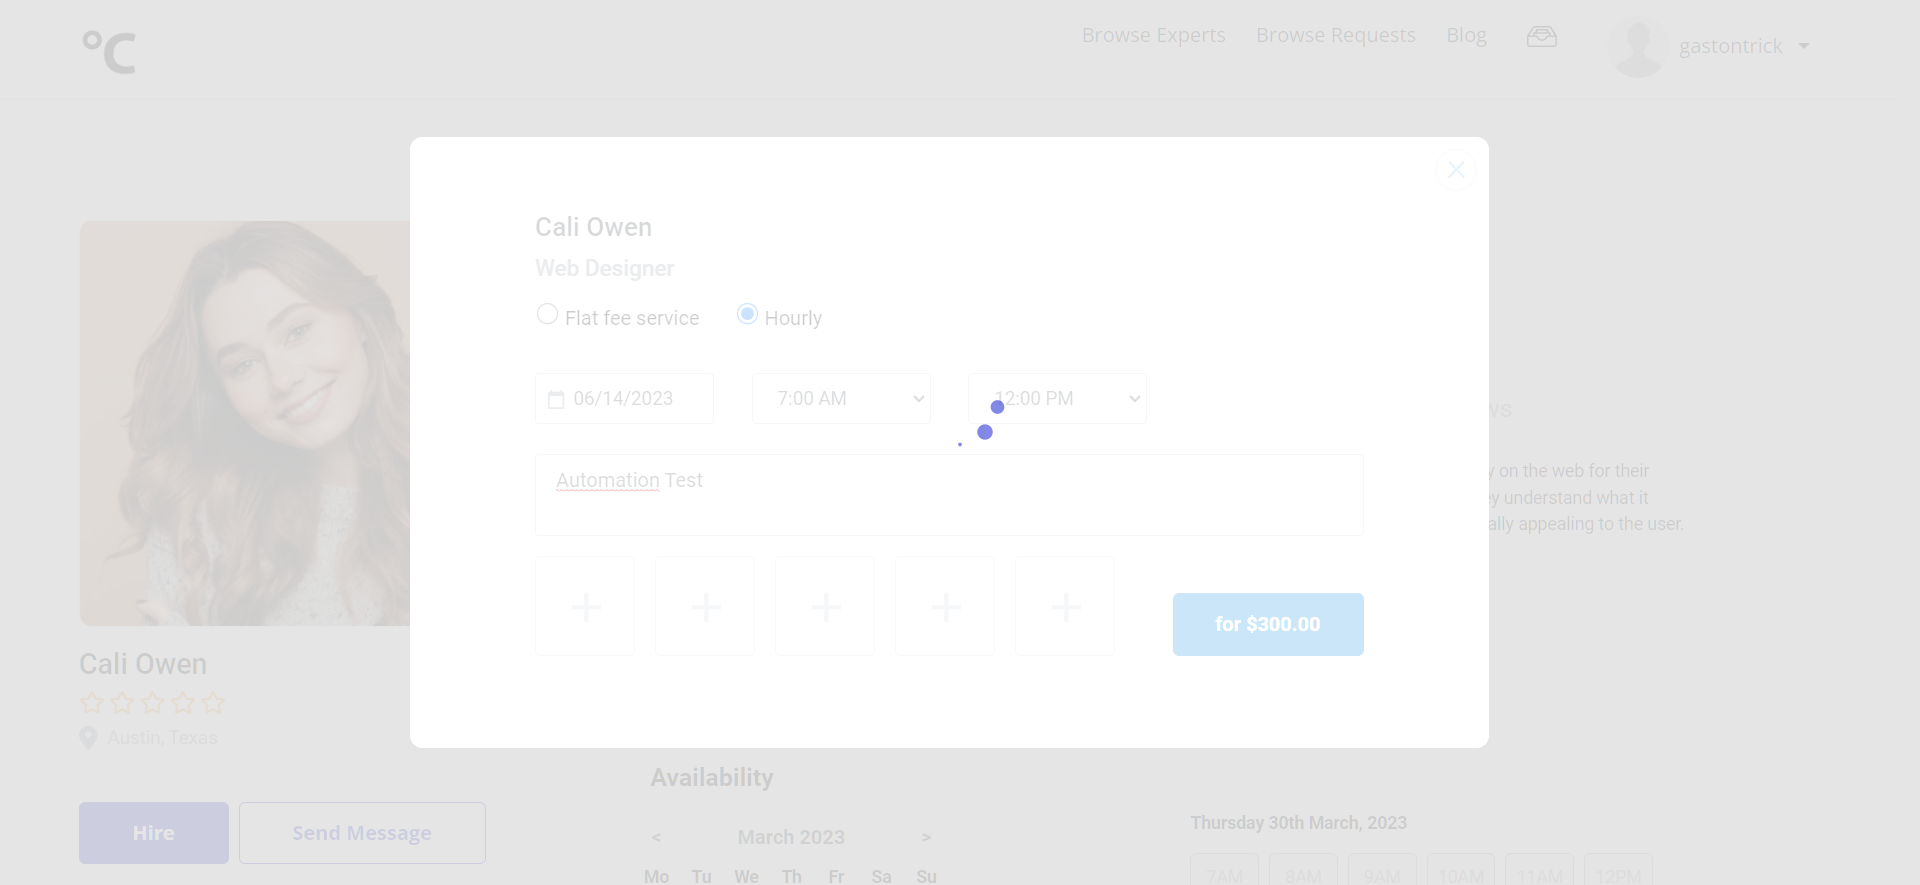 °C
Browse Experts
Browse Requests
Blog
gastontrick
Cali Owen
Web Designer
Flat fee service
Hourly
06/14/2023
7:00 AM
12:00 PM
Automation Test
for $300.00
y on the web for their
y understand what it
ally appealing to the user.
Cali Owen
Austin, Texas
Hire
Send Message
Availability
< March 2023 >
Mo Tu We Th Fr Sa Su
Thursday 30th March, 2023
7AM 8AM 9AM 10AM 11AM 12PM